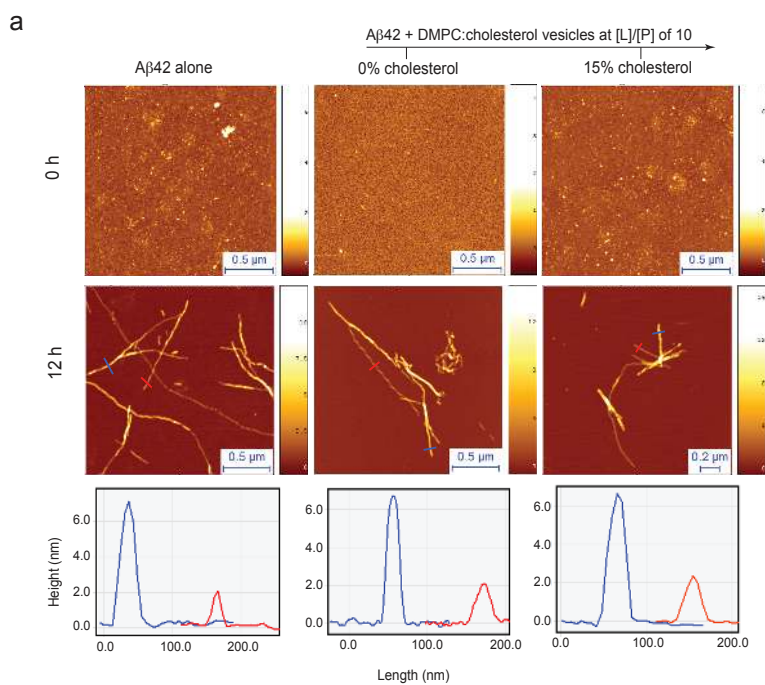 a
Aβ42 + DMPC:cholesterol vesicles at [L]/[P] of 10
Aβ42 alone
0% cholesterol
15% cholesterol
0 h
0.5 µm
0.5 µm
0.5 µm
12 h
0.5 µm
0.5 µm
0.2 µm
Height (nm)
6.0
4.0
2.0
0.0
6.0
4.0
2.0
0.0
6.0
4.0
2.0
0.0
0.0 100.0 200.0
0.0 100.0 200.0
0.0 100.0 200.0
Length (nm)